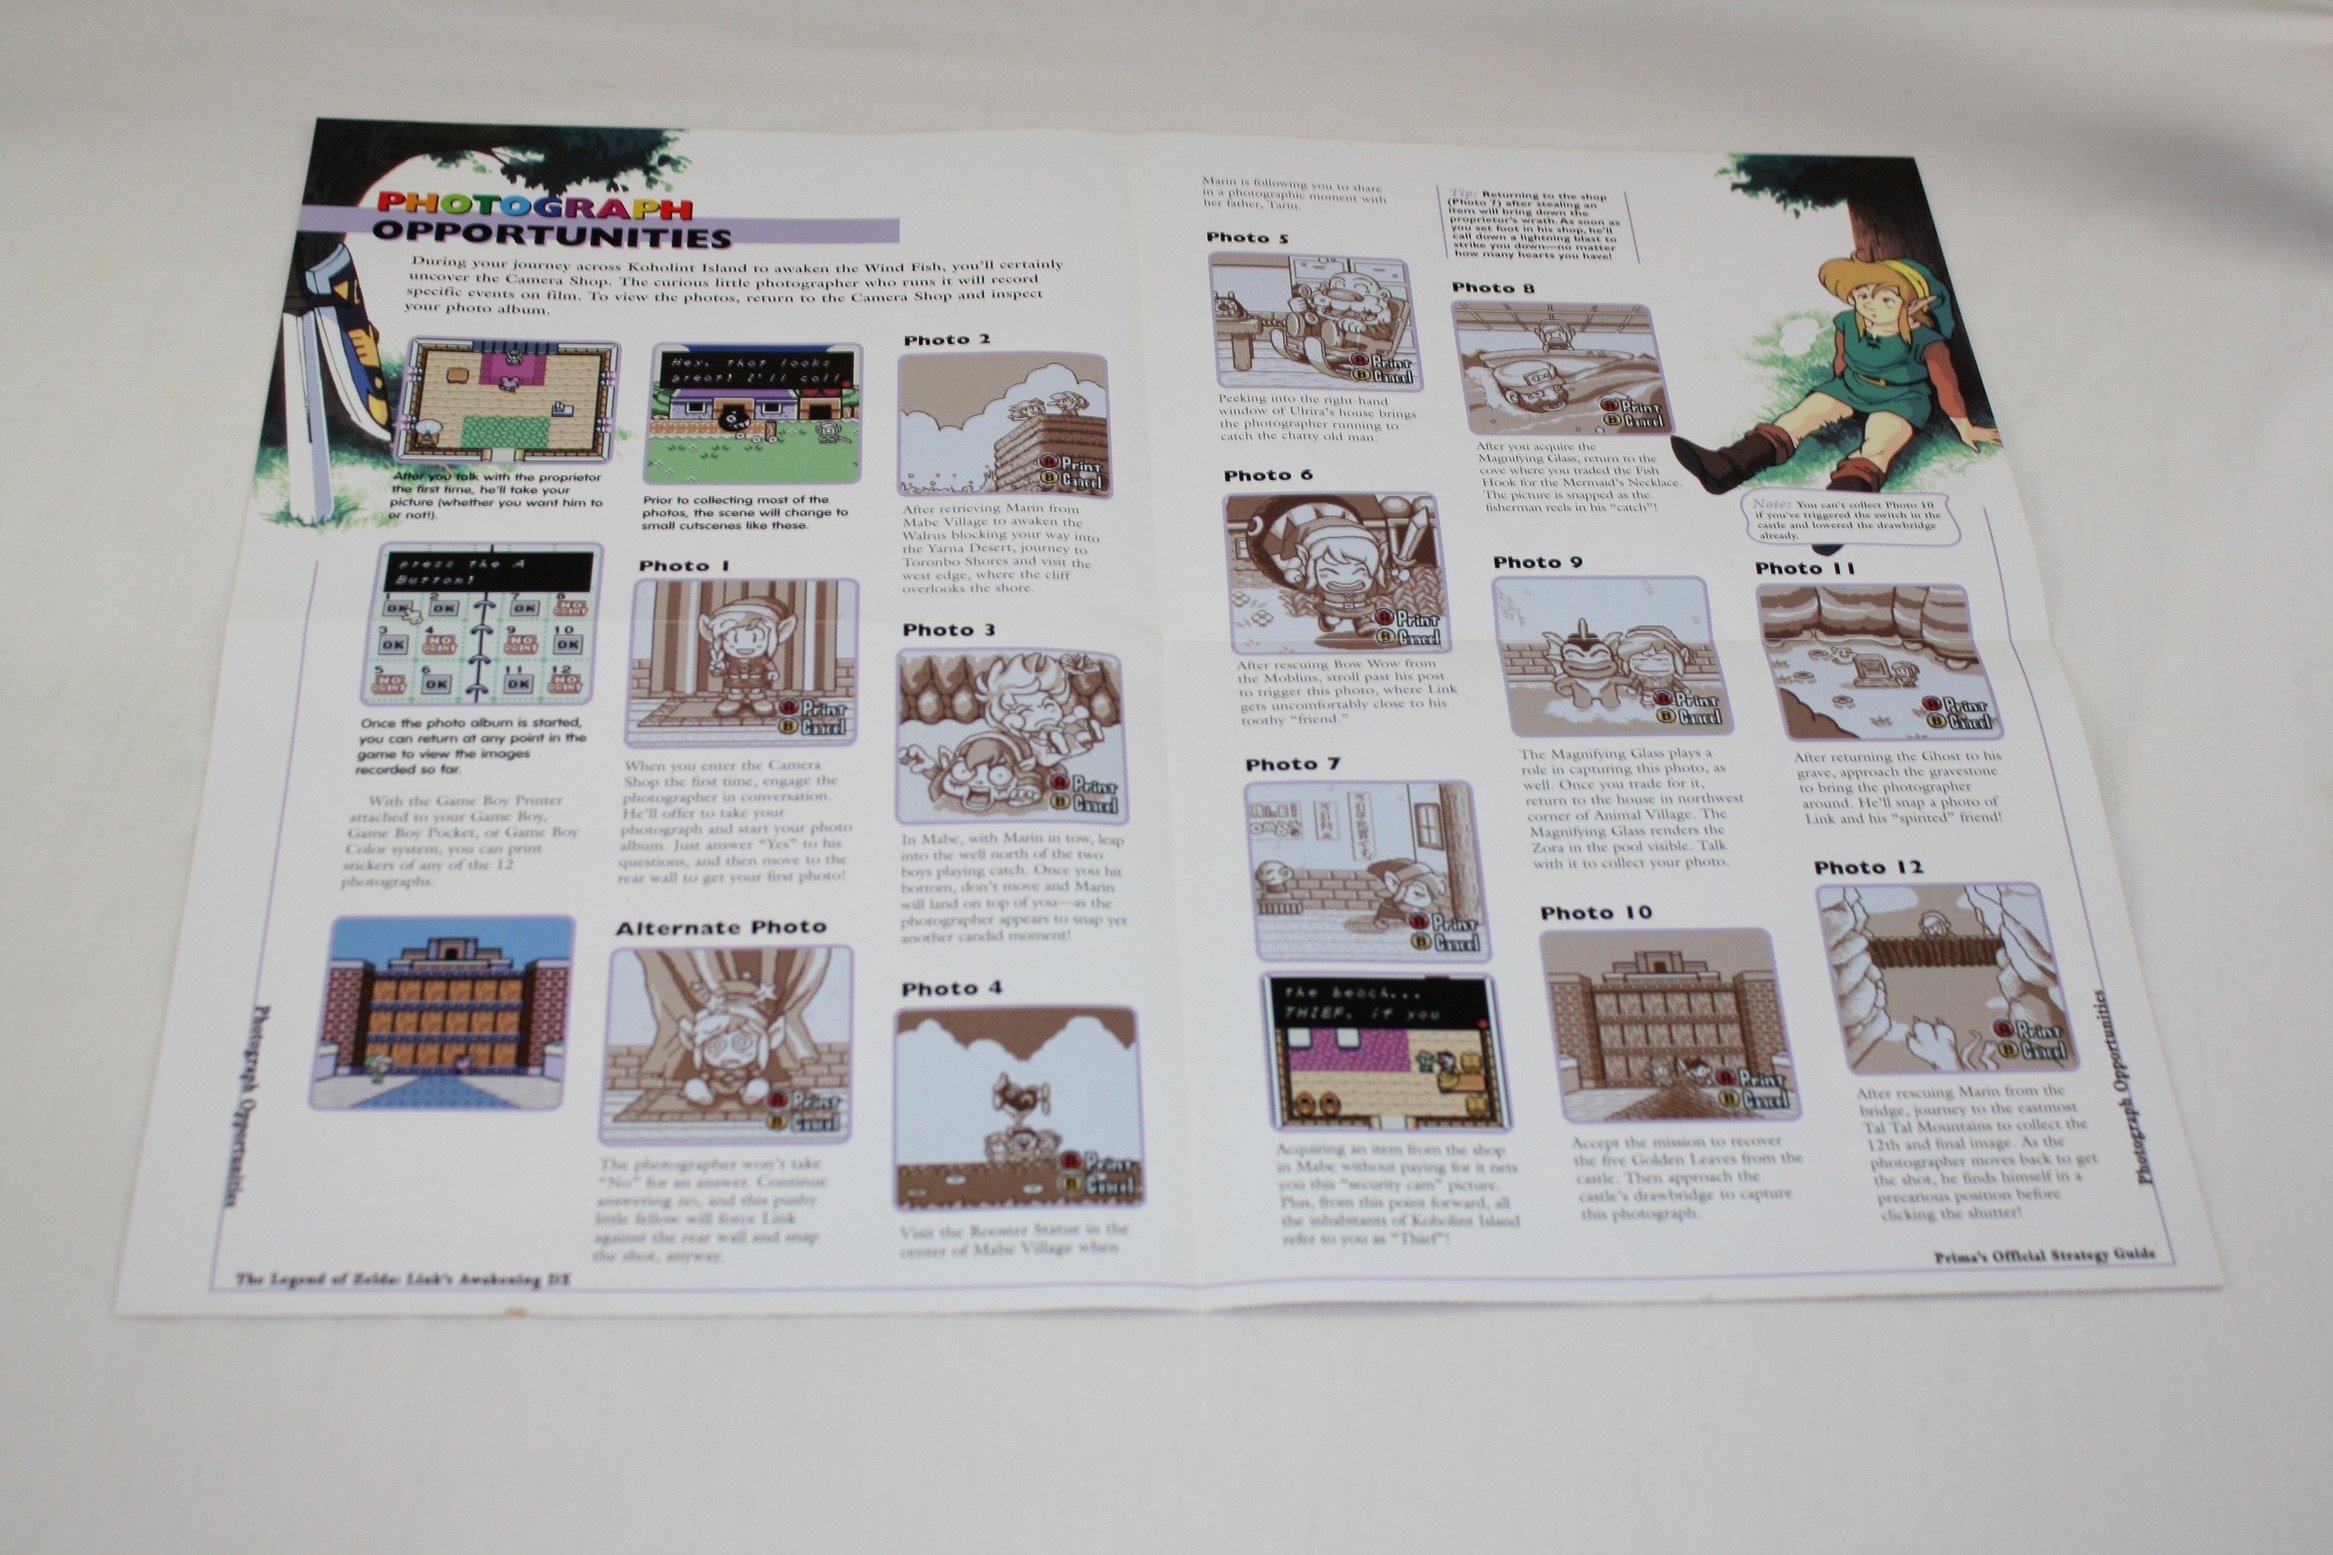 PHOTOGRAPH
OPPORTUNITIES
During your journey across Koholint Island to awaken the Wind Fish, you'll certainly
uncover the Camera Shop. The curious little photographer who runs it will record
specific events on film. To view the photos, return to the Camera Shop and inspect
your photo album.
After you talk with the proprietor
the first time, he'll take your
picture (whether you want him to
or not!).
press the A
Button!
1
OK
2
OK
7
OK
8
NO PRINT
3
OK
4
NO PRINT
9
NO PRINT
10
OK
5
NO PRINT
6
OK
11
OK
12
NO PRINT
Once the photo album is started,
you can return at any point in the
game to view the images
recorded so far.
With the Game Boy Printer
attached to your Game Boy,
Game Boy Pocket, or Game Boy
Color system, you can print
stickers of any of the 12
photographs.
Hey, that looks
great! I'll call
Prior to collecting most of the
photos, the scene will change to
small cutscenes like these.
Photo 1
A Print
B Cancel
When you enter the Camera
Shop the first time, engage the
photographer in conversation.
He'll offer to take your
photograph and start your photo
album. Just answer "Yes" to his
questions, and then move to the
rear wall to get your first photo!
Alternate Photo
A Print
B Cancel
The photographer won't take
"No" for an answer. Continue
answering no, and this pushy
little fellow will force Link
against the rear wall and snap
the shot, anyway.
Photo 2
A Print
B Cancel
After retrieving Marin from
Mabe Village to awaken the
Walrus blocking your way into
the Yarna Desert, journey to
Toronbo Shores and visit the
west edge, where the cliff
overlooks the shore.
Photo 3
A Print
B Cancel
In Mabe, with Marin in tow, leap
into the well north of the two
boys playing catch. Once you hit
bottom, don't move and Marin
will land on top of you—as the
photographer appears to snap yet
another candid moment!
Photo 4
A Print
B Cancel
Visit the Rooster Statue in the
center of Mabe Village when
Photograph Opportunities
The Legend of Zelda: Link's Awakening DX
Marin is following you to share
in a photographic moment with
her father, Tarin.
Photo 5
A Print
B Cancel
Peeking into the right-hand
window of Ulrira's house brings
the photographer running to
catch the chatty old man.
Photo 6
A Print
B Cancel
After rescuing Bow Wow from
the Moblins, stroll past his post
to trigger this photo, where Link
gets uncomfortably close to his
toothy "friend."
Photo 7
A Print
B Cancel
the beach...
THIEF, if you
Acquiring an item from the shop
in Mabe without paying for it nets
you this "security cam" picture.
Plus, from this point forward, all
the inhabitants of Koholint Island
refer to you as "Thief"!
Tip: Returning to the shop
(Photo 7) after stealing an
item will bring down the
proprietor's wrath. As soon as
you set foot in his shop, he'll
call down a lightning blast to
strike you down—no matter
how many hearts you have!
Photo 8
A Print
B Cancel
After you acquire the
Magnifying Glass, return to the
cove where you traded the Fish
Hook for the Mermaid's Necklace.
The picture is snapped as the
fisherman reels in his "catch"!
Photo 9
A Print
B Cancel
The Magnifying Glass plays a
role in capturing this photo, as
well. Once you trade for it,
return to the house in northwest
corner of Animal Village. The
Magnifying Glass renders the
Zora in the pool visible. Talk
with it to collect your photo.
Photo 10
A Print
B Cancel
Accept the mission to recover
the five Golden Leaves from the
castle. Then approach the
castle's drawbridge to capture
this photograph.
Note: You can't collect Photo 10
if you've triggered the switch in the
castle and lowered the drawbridge
already.
Photo 11
A Print
B Cancel
After returning the Ghost to his
grave, approach the gravestone
to bring the photographer
around. He'll snap a photo of
Link and his "spirited" friend!
Photo 12
A Print
B Cancel
After rescuing Marin from the
bridge, journey to the eastmost
Tal Tal Mountains to collect the
12th and final image. As the
photographer moves back to get
the shot, he finds himself in a
precarious position before
clicking the shutter!
Photograph Opportunities
Prima's Official Strategy Guide